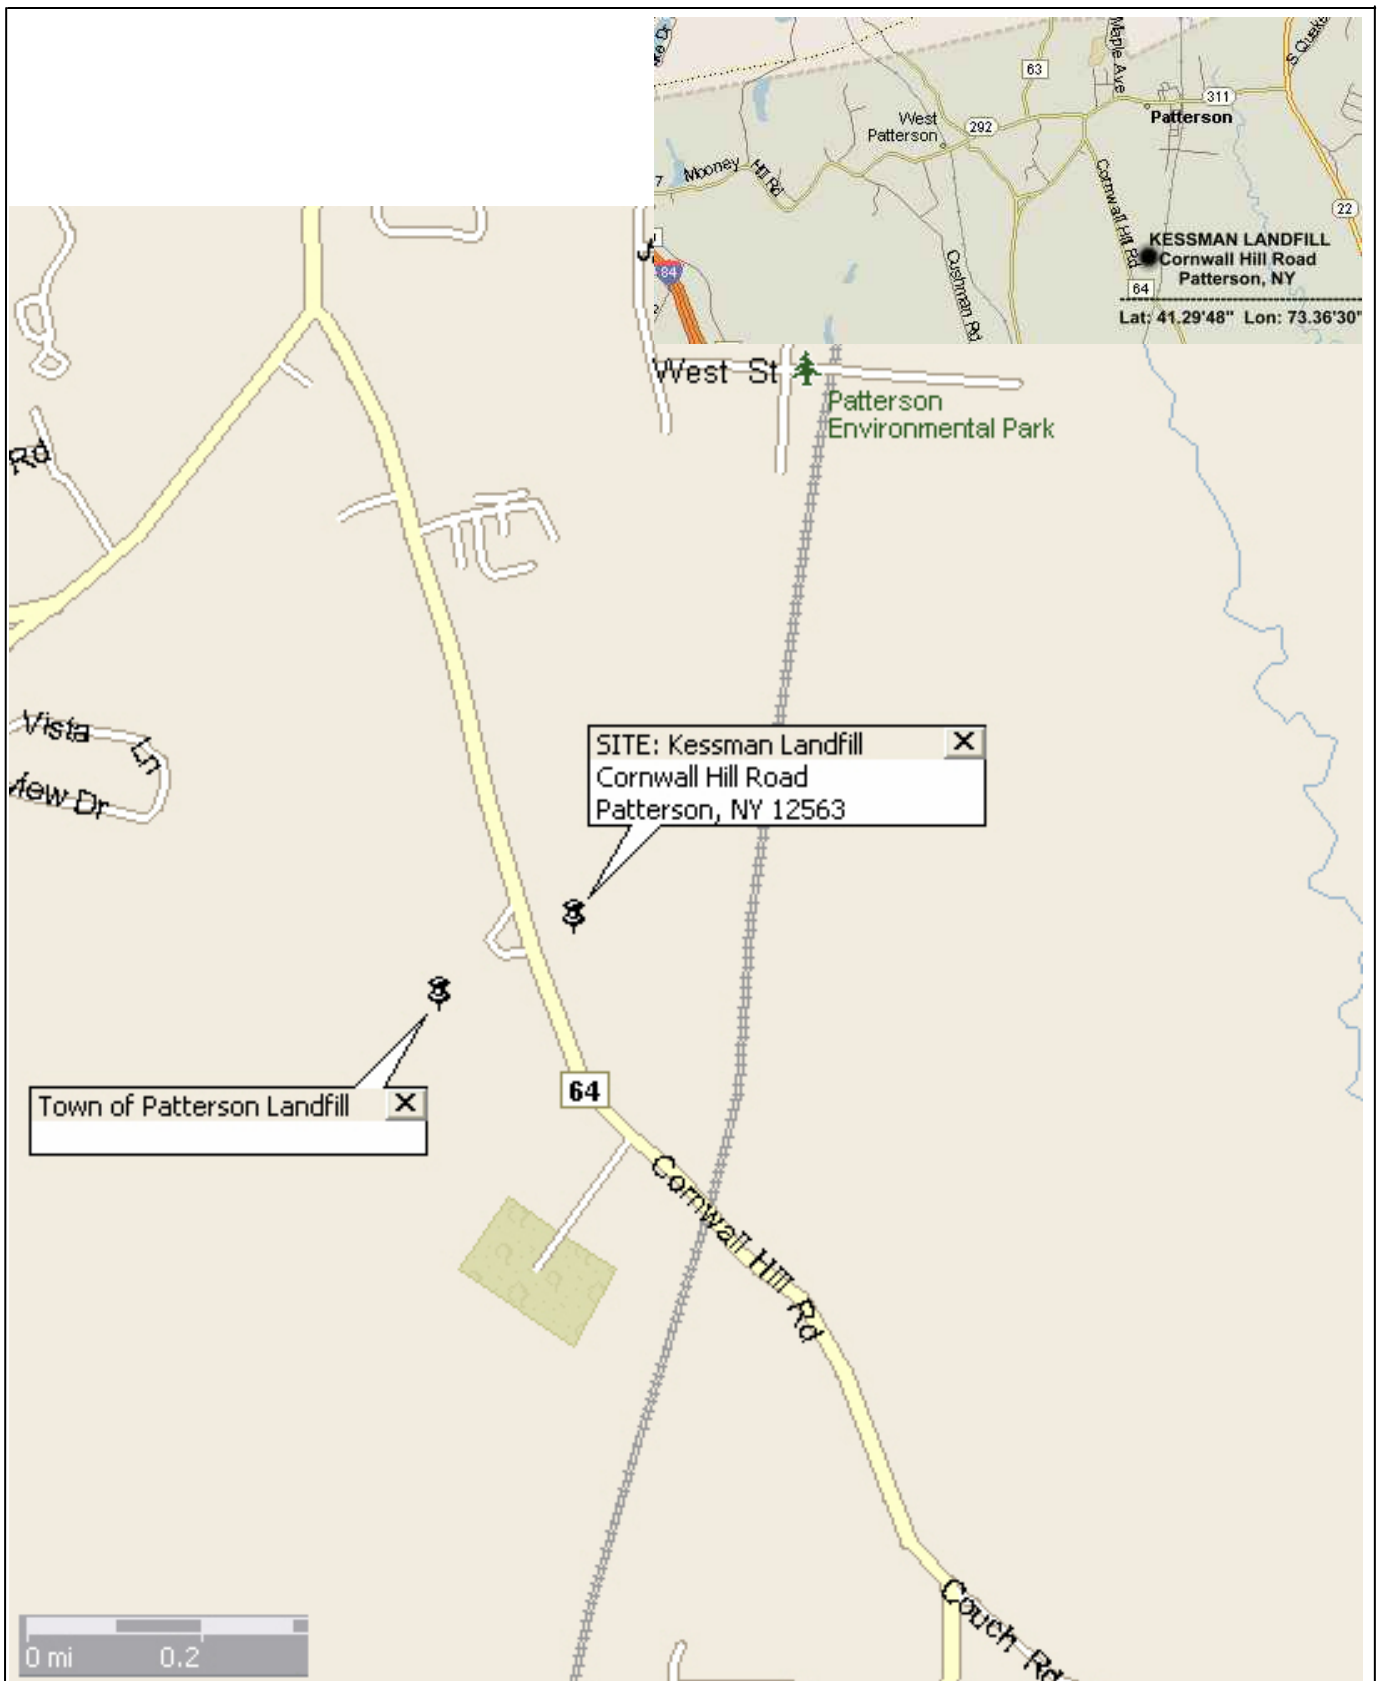 Maple Ave
S Quake
63
311
Patterson
West
Patterson
292
Mooney
Hill Rd
7
Cornwall Hill Rd
22
84
Cushman Rd
KESSMAN LANDFILL
Cornwall Hill Road
Patterson, NY
64
Lat: 41.29'48" Lon: 73.36'30"
West St
Patterson
Environmental Park
Rd
Vista
Ln
view Dr
SITE: Kessman Landfill
Cornwall Hill Road
Patterson, NY 12563
Town of Patterson Landfill
64
Cornwall Hill Rd
Couch Rd
0 mi 0.2